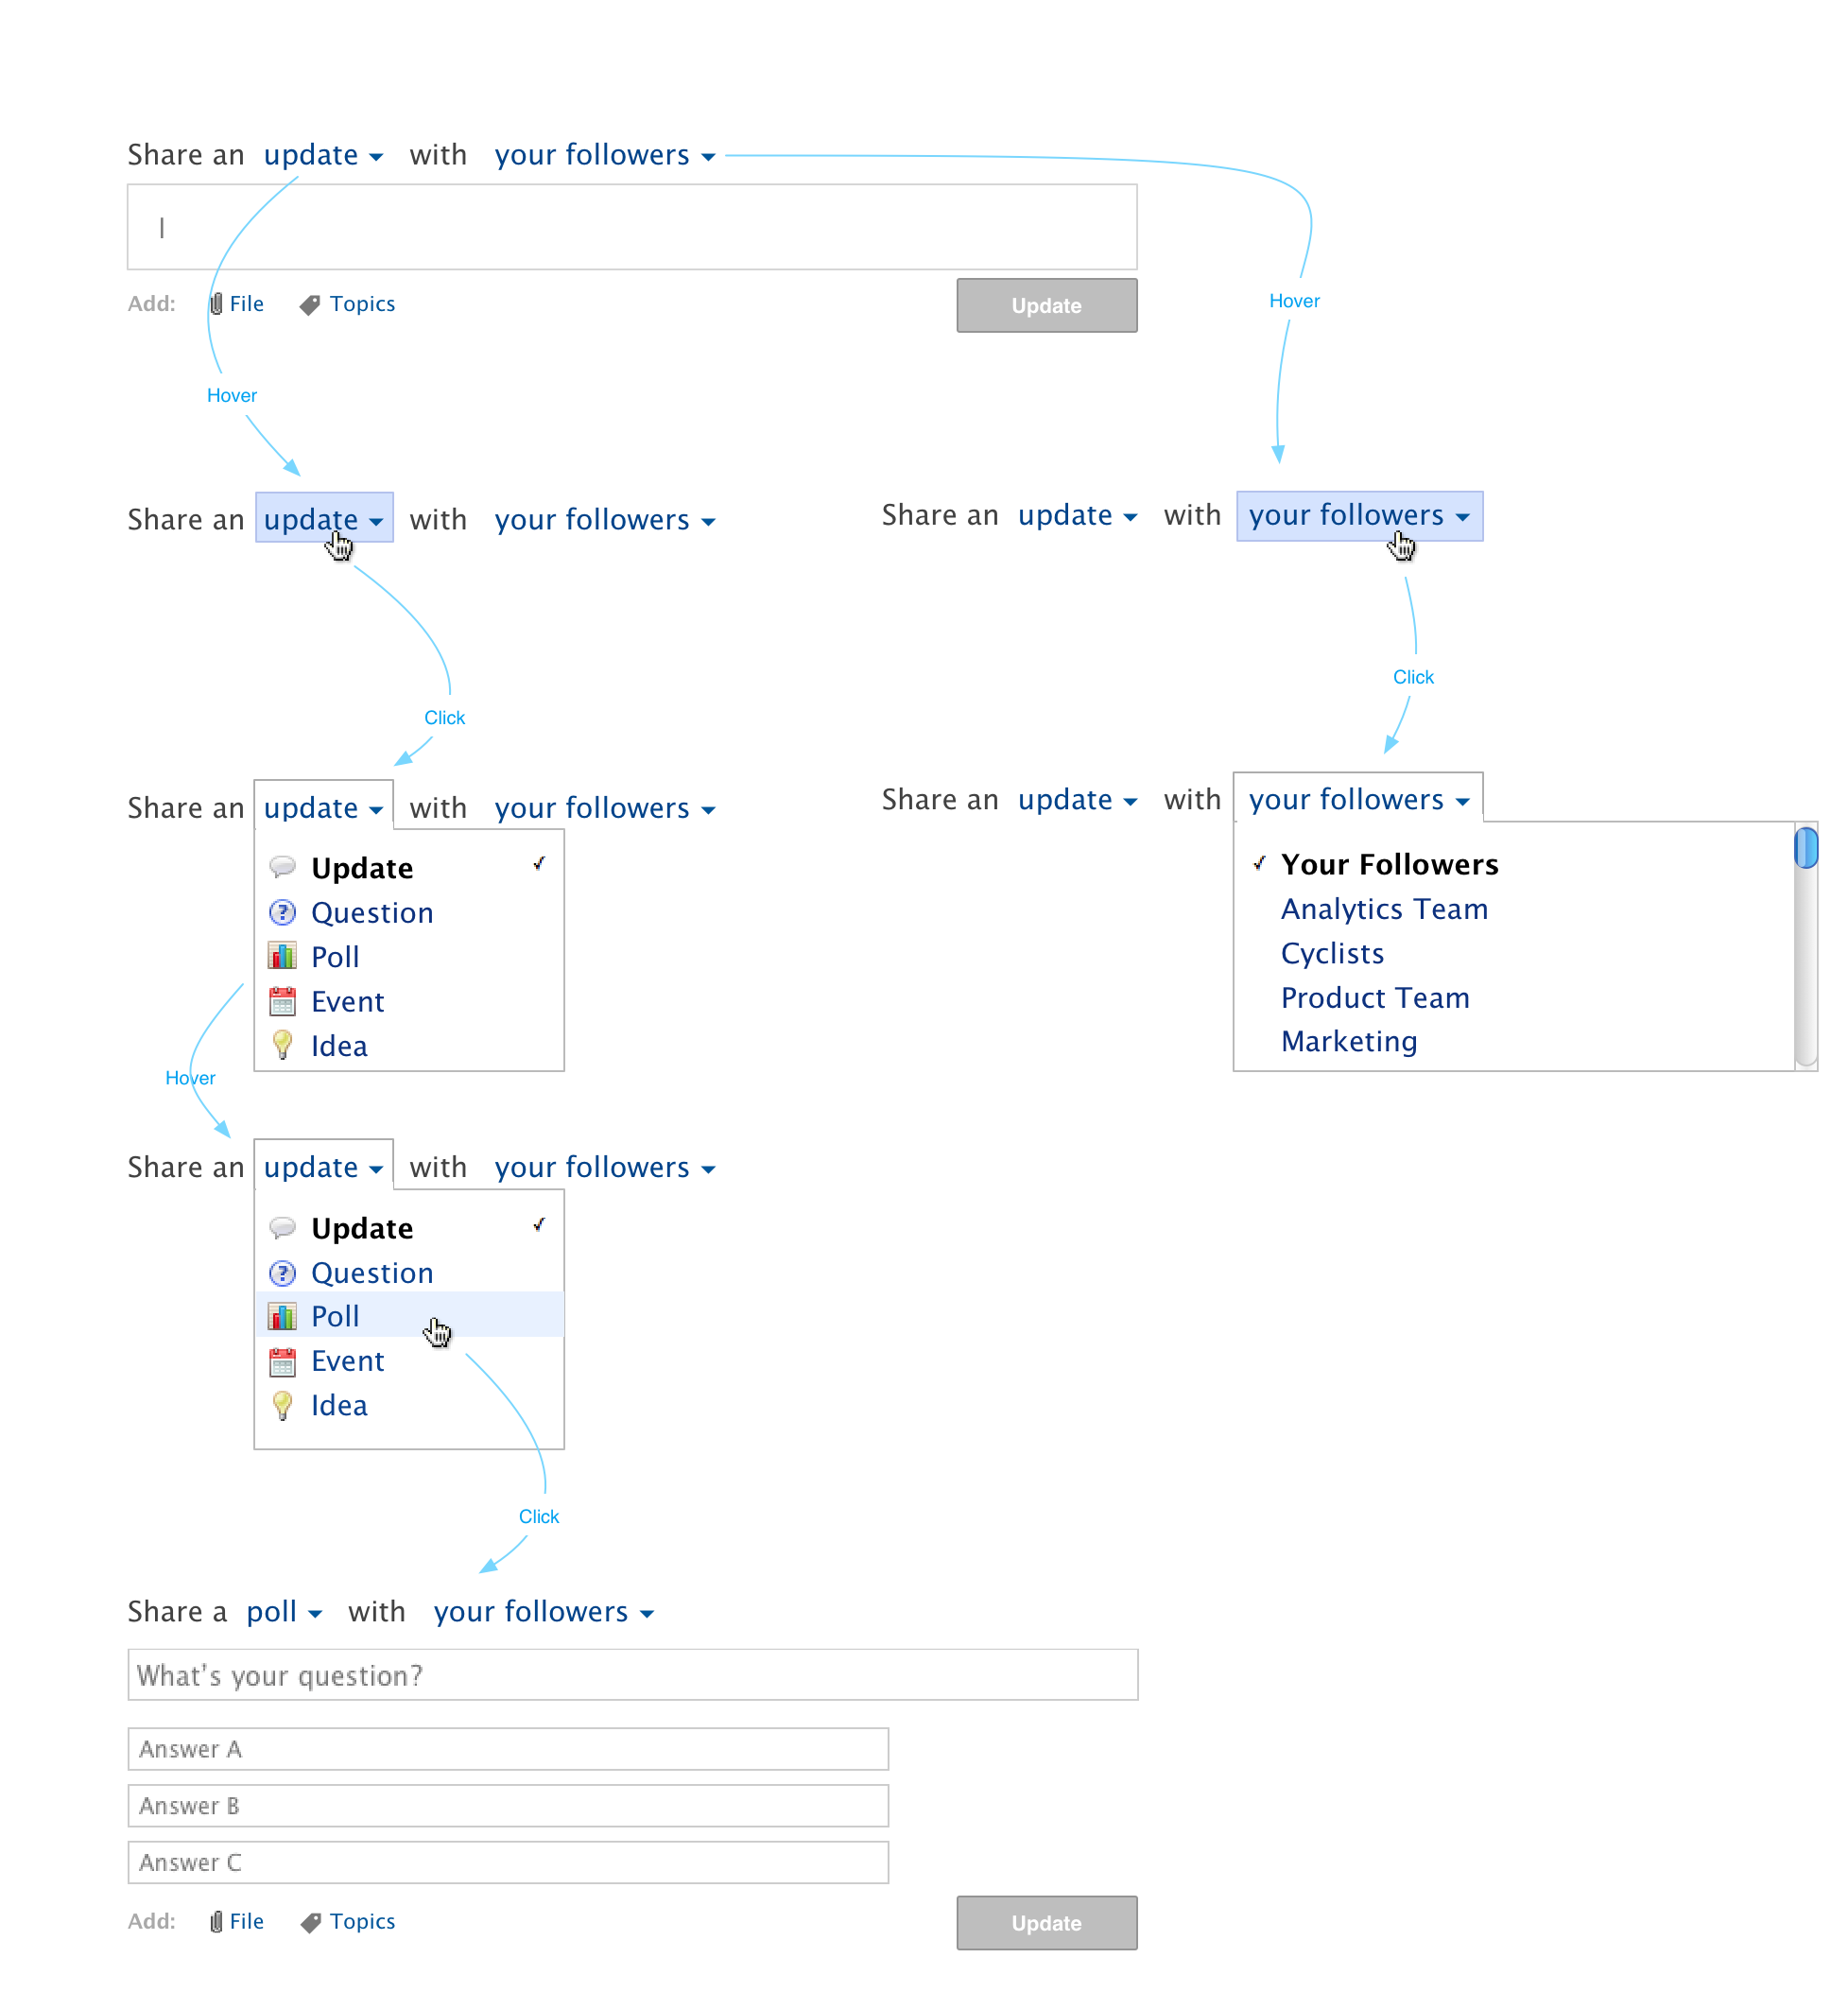 Share an update with your followers
Add: File Topics Update
Hover
Hover
Share an update with your followers
Share an update with your followers
Click
Click
Share an update with your followers
Update
Question
Poll
Event
Idea
Share an update with your followers
Your Followers
Analytics Team
Cyclists
Product Team
Marketing
Hover
Share an update with your followers
Update
Question
Poll
Event
Idea
Click
Share a poll with your followers
What's your question?
Answer A
Answer B
Answer C
Add: File Topics Update